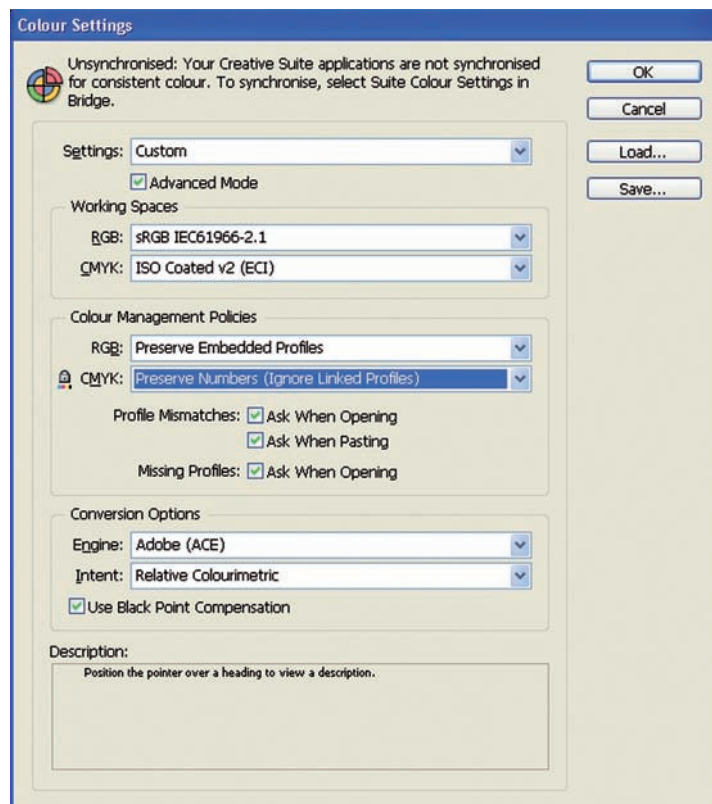 Colour Settings
Unsynchronised: Your Creative Suite applications are not synchronised
for consistent colour. To synchronise, select Suite Colour Settings in
Bridge.
OK
Cancel
Load...
Save...
Settings: Custom
Advanced Mode
Working Spaces
RGB: sRGB IEC61966-2.1
CMYK: ISO Coated v2 (ECI)
Colour Management Policies
RGB: Preserve Embedded Profiles
CMYK: Preserve Numbers (Ignore Linked Profiles)
Profile Mismatches: Ask When Opening
Ask When Pasting
Missing Profiles: Ask When Opening
Conversion Options
Engine: Adobe (ACE)
Intent: Relative Colourimetric
Use Black Point Compensation
Description:
Position the pointer over a heading to view a description.